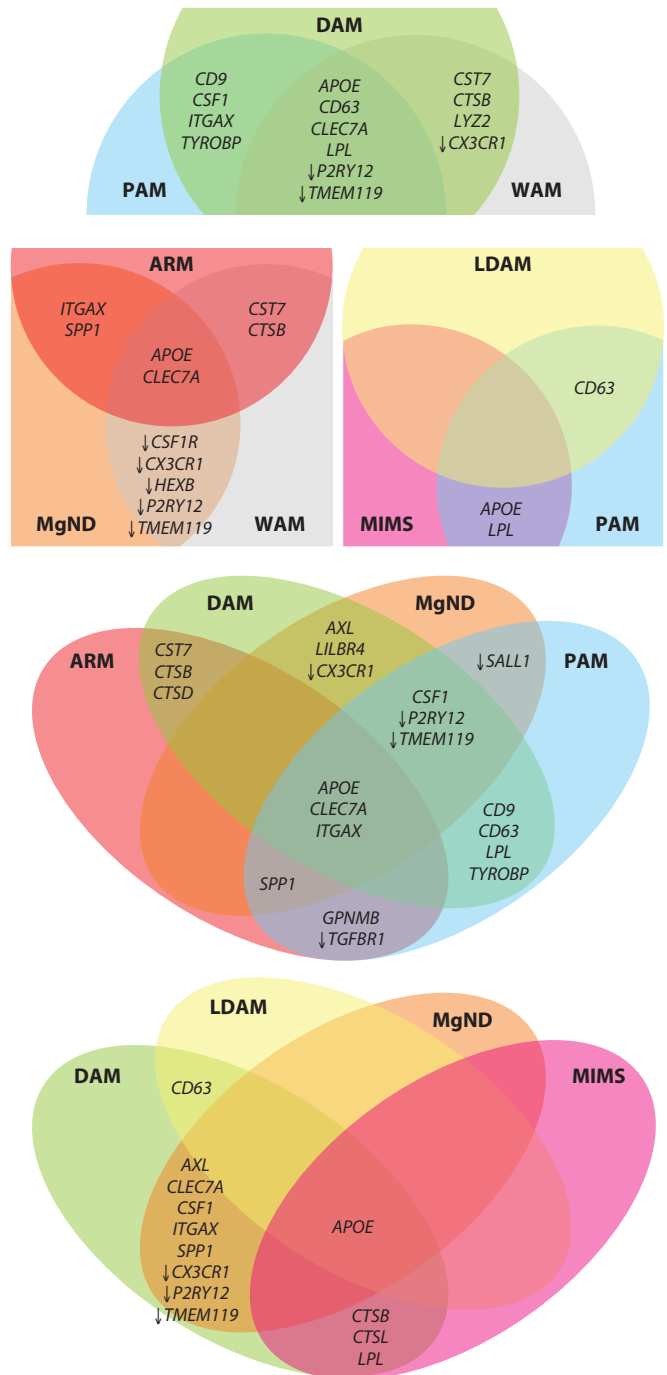 DAM
CD9
CSF1
ITGAX
TYROBP
APOE
CD63
CLEC7A
LPL
↓P2RY12
↓TMEM119
CST7
CTSB
LYZ2
↓CX3CR1
PAM
WAM
ARM
ITGAX
SPP1
CST7
CTSB
APOE
CLEC7A
↓CSF1R
↓CX3CR1
↓HEXB
↓P2RY12
↓TMEM119
MgND
WAM
LDAM
CD63
APOE
LPL
MIMS
PAM
DAM
MgND
ARM
PAM
CST7
CTSB
CTSD
AXL
LILBR4
↓CX3CR1
↓SALL1
CSF1
↓P2RY12
↓TMEM119
APOE
CLEC7A
ITGAX
CD9
CD63
LPL
TYROBP
SPP1
GPNMB
↓TGFBR1
LDAM
MgND
DAM
MIMS
CD63
AXL
CLEC7A
CSF1
ITGAX
SPP1
↓CX3CR1
↓P2RY12
↓TMEM119
APOE
CTSB
CTSL
LPL